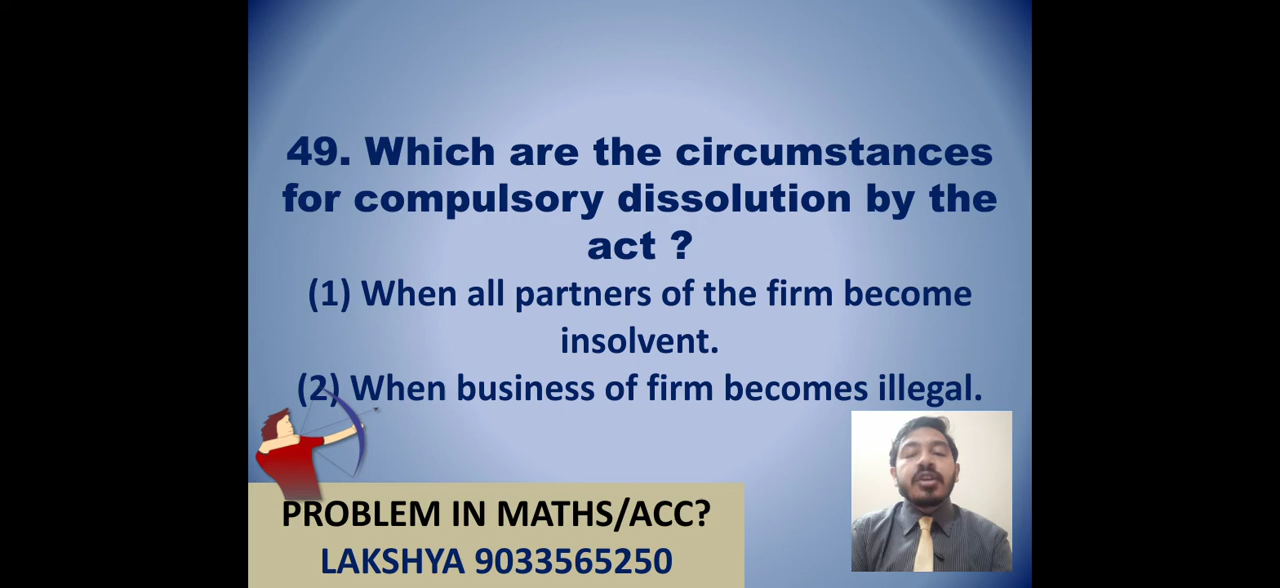 49. Which are the circumstances
for compulsory dissolution by the
act ?
(1) When all partners of the firm become
insolvent.
(2) When business of firm becomes illegal.
PROBLEM IN MATHS/ACC?
LAKSHYA 9033565250